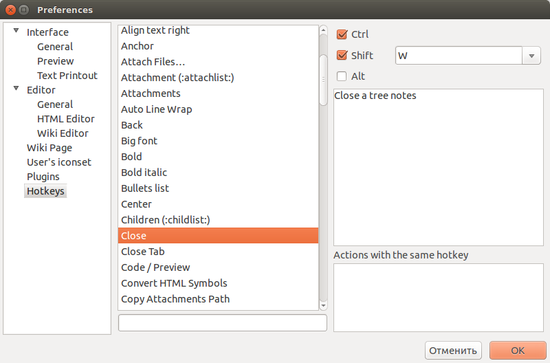 Preferences
Interface
General
Preview
Text Printout
Editor
General
HTML Editor
Wiki Editor
Wiki Page
User's iconset
Plugins
Hotkeys
Align text right
Anchor
Attach Files...
Attachment (:attachlist:)
Attachments
Auto Line Wrap
Back
Big font
Bold
Bold italic
Bullets list
Center
Children (:childlist:)
Close
Close Tab
Code / Preview
Convert HTML Symbols
Copy Attachments Path
Ctrl
Shift
W
Alt
Close a tree notes
Actions with the same hotkey
Отменить
OK